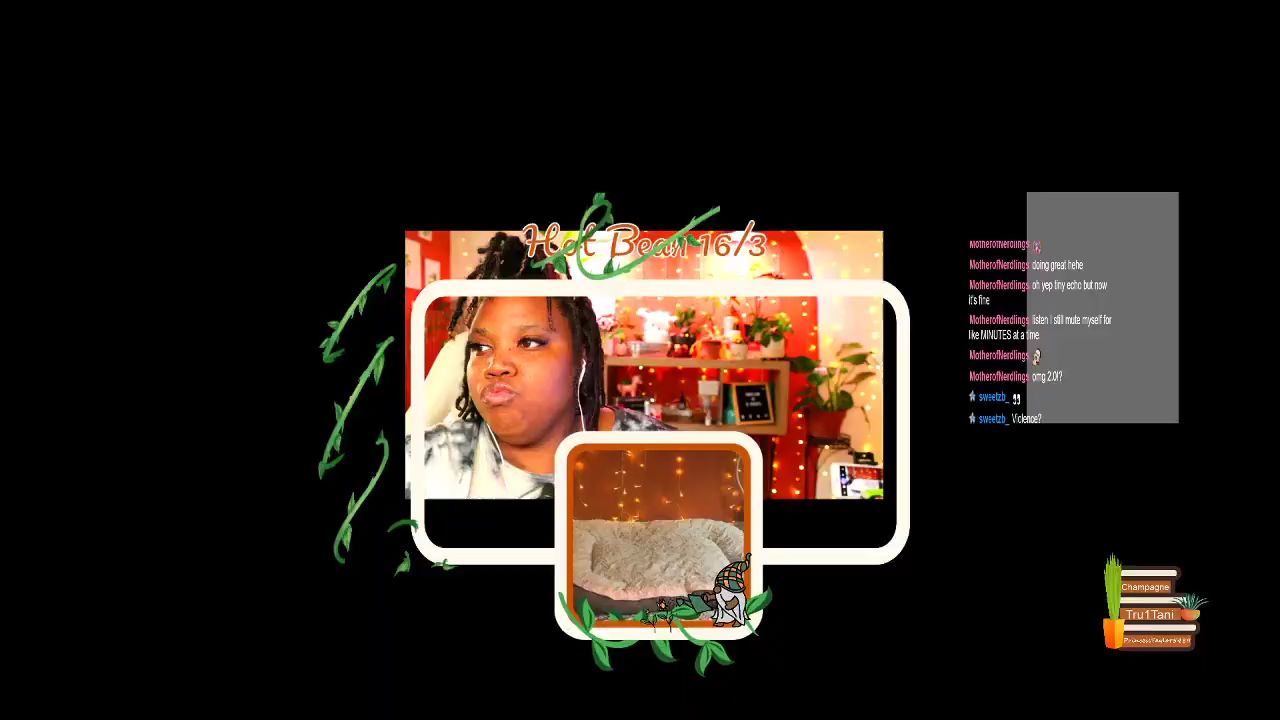 Hot Bean 16/3
MotherofNerdlings
MotherofNerdlings doing great hehe
MotherofNerdlings oh yep tiny echo but now
it's fine
MotherofNerdlings listen I still mute myself for
like MINUTES at a time
MotherofNerdlings
MotherofNerdlings omg 2.0!?
sweetzb_
sweetzb_ Violence?
Champagne
Tru1Tani